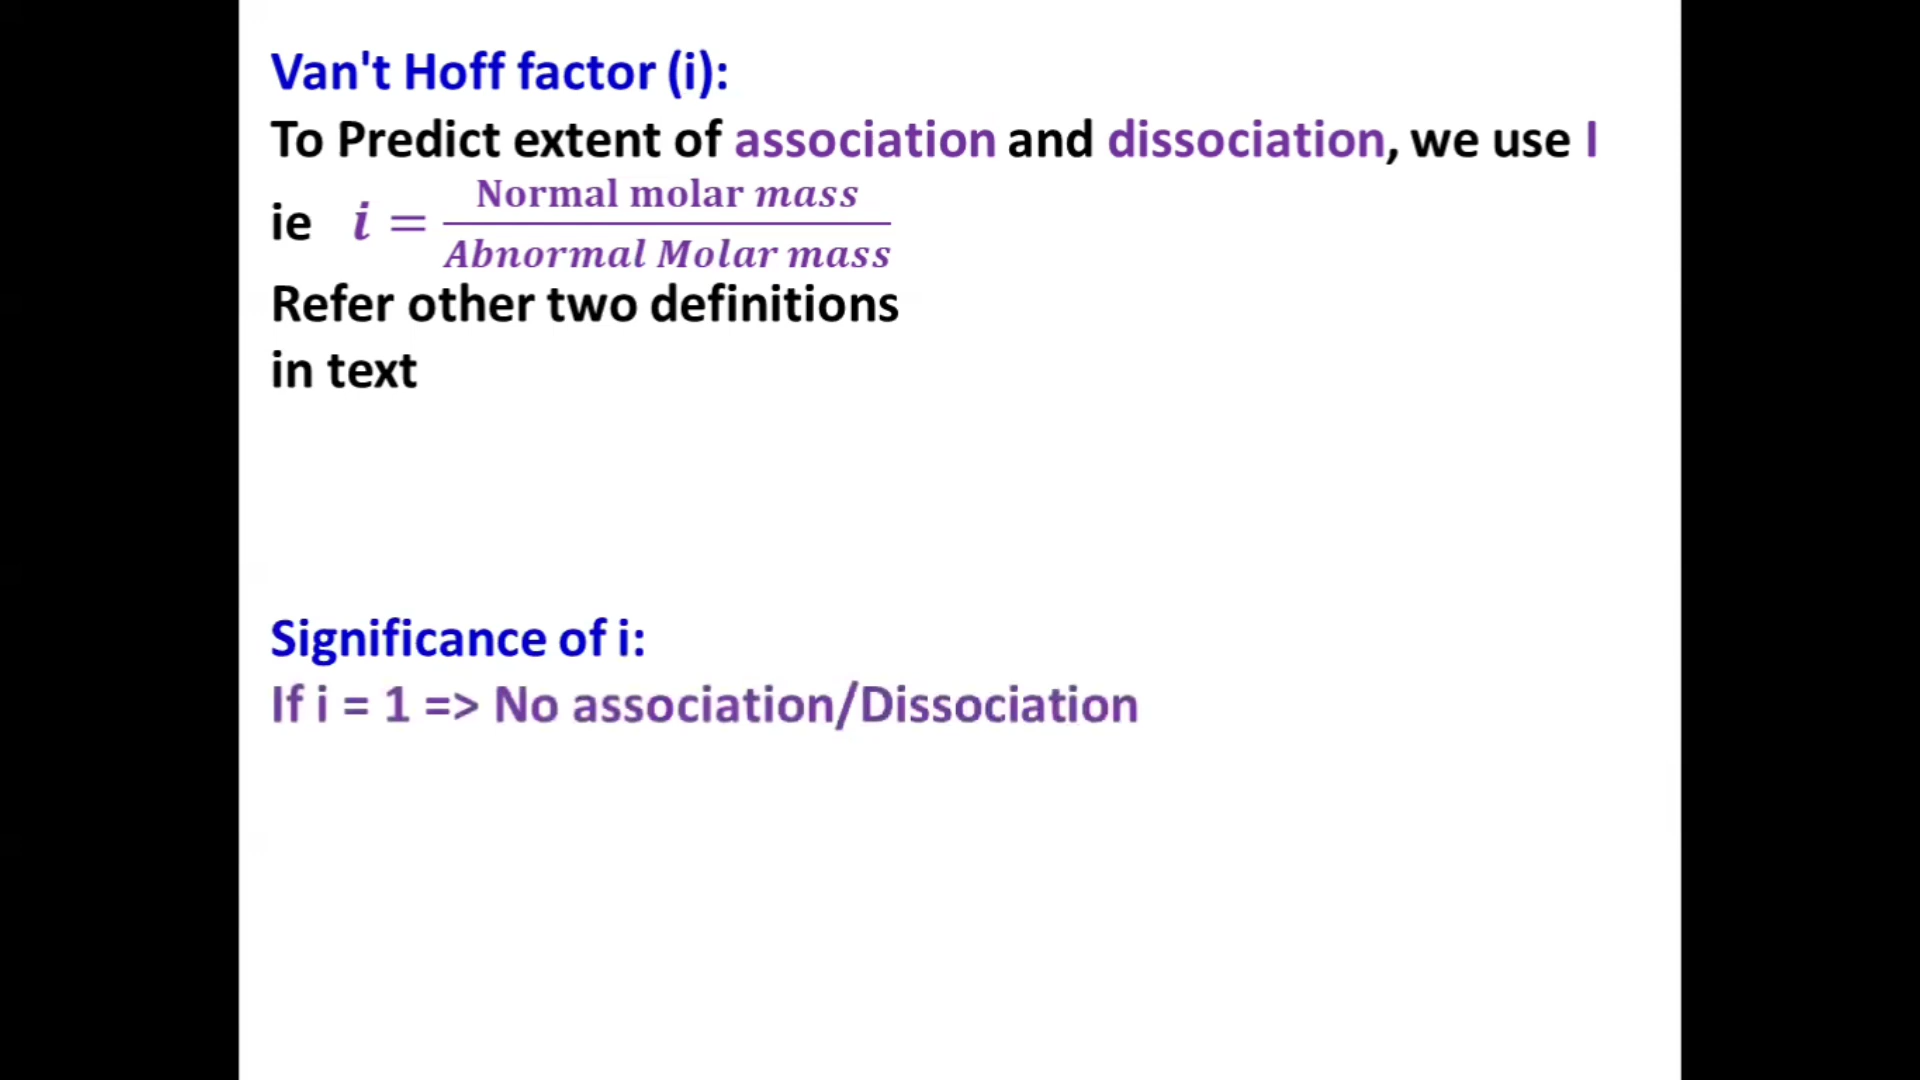 Van't Hoff factor (i):
To Predict extent of association and dissociation, we use I
ie i = Normal molar mass / Abnormal Molar mass
Refer other two definitions
in text
Significance of i:
If i = 1 => No association/Dissociation